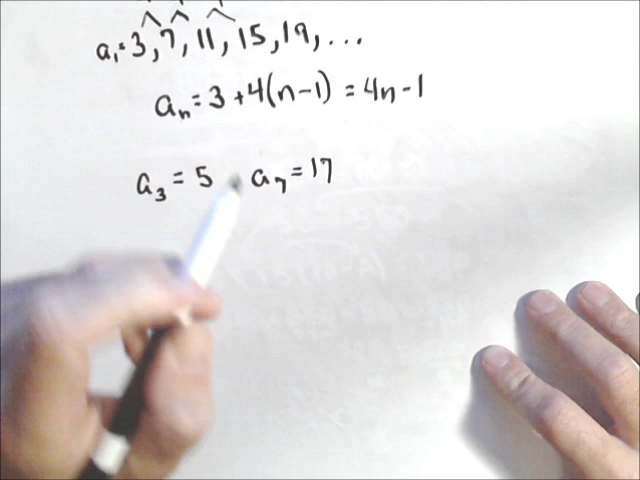 a₁=3, 7, 11, 15, 19, ...
aₙ = 3 + 4(n-1) = 4n-1
a₃ = 5 a₇ = 17